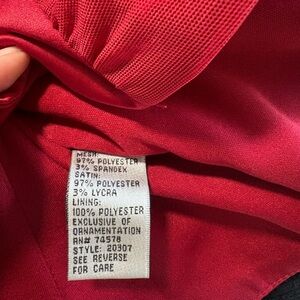 MESH:
97% POLYESTER
3% SPANDEX
SATIN:
97% POLYESTER
3% LYCRA
LINING:
100% POLYESTER
EXCLUSIVE OF
ORNAMENTATION
RN# 74578
STYLE: 20307
SEE REVERSE
FOR CARE